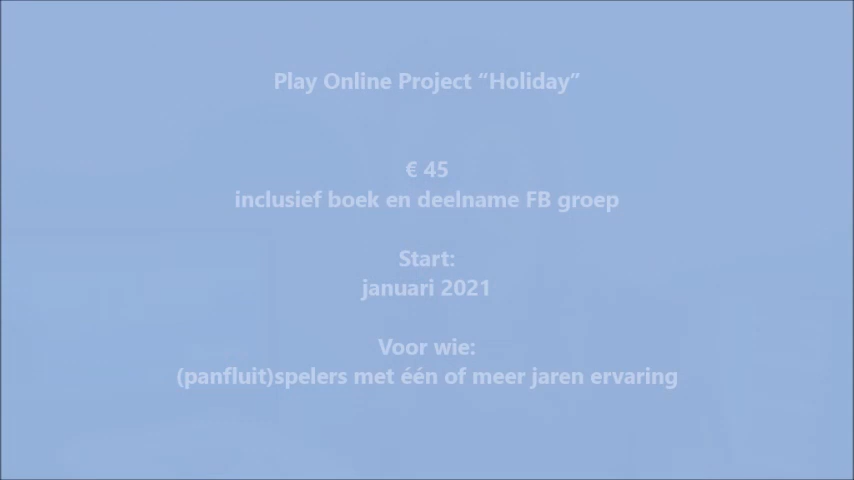 Play Online Project “Holiday”
€ 45
inclusief boek en deelname FB groep
Start:
januari 2021
Voor wie:
(panfluit)spelers met één of meer jaren ervaring